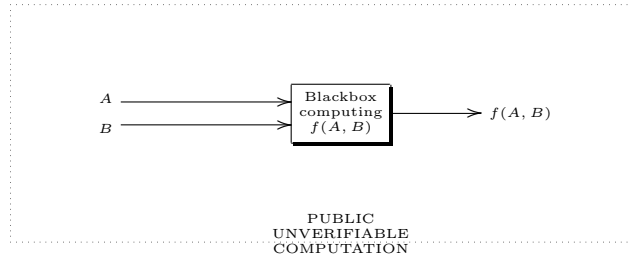 A
B
Blackbox
computing
f(A, B)
f(A, B)
PUBLIC
UNVERIFIABLE
COMPUTATION